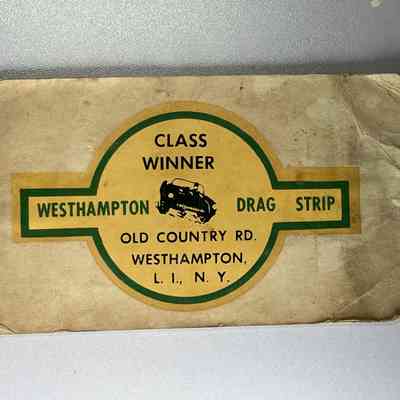 CLASS
WINNER
WESTHAMPTON DRAG STRIP
OLD COUNTRY RD.
WESTHAMPTON,
L. I., N. Y.